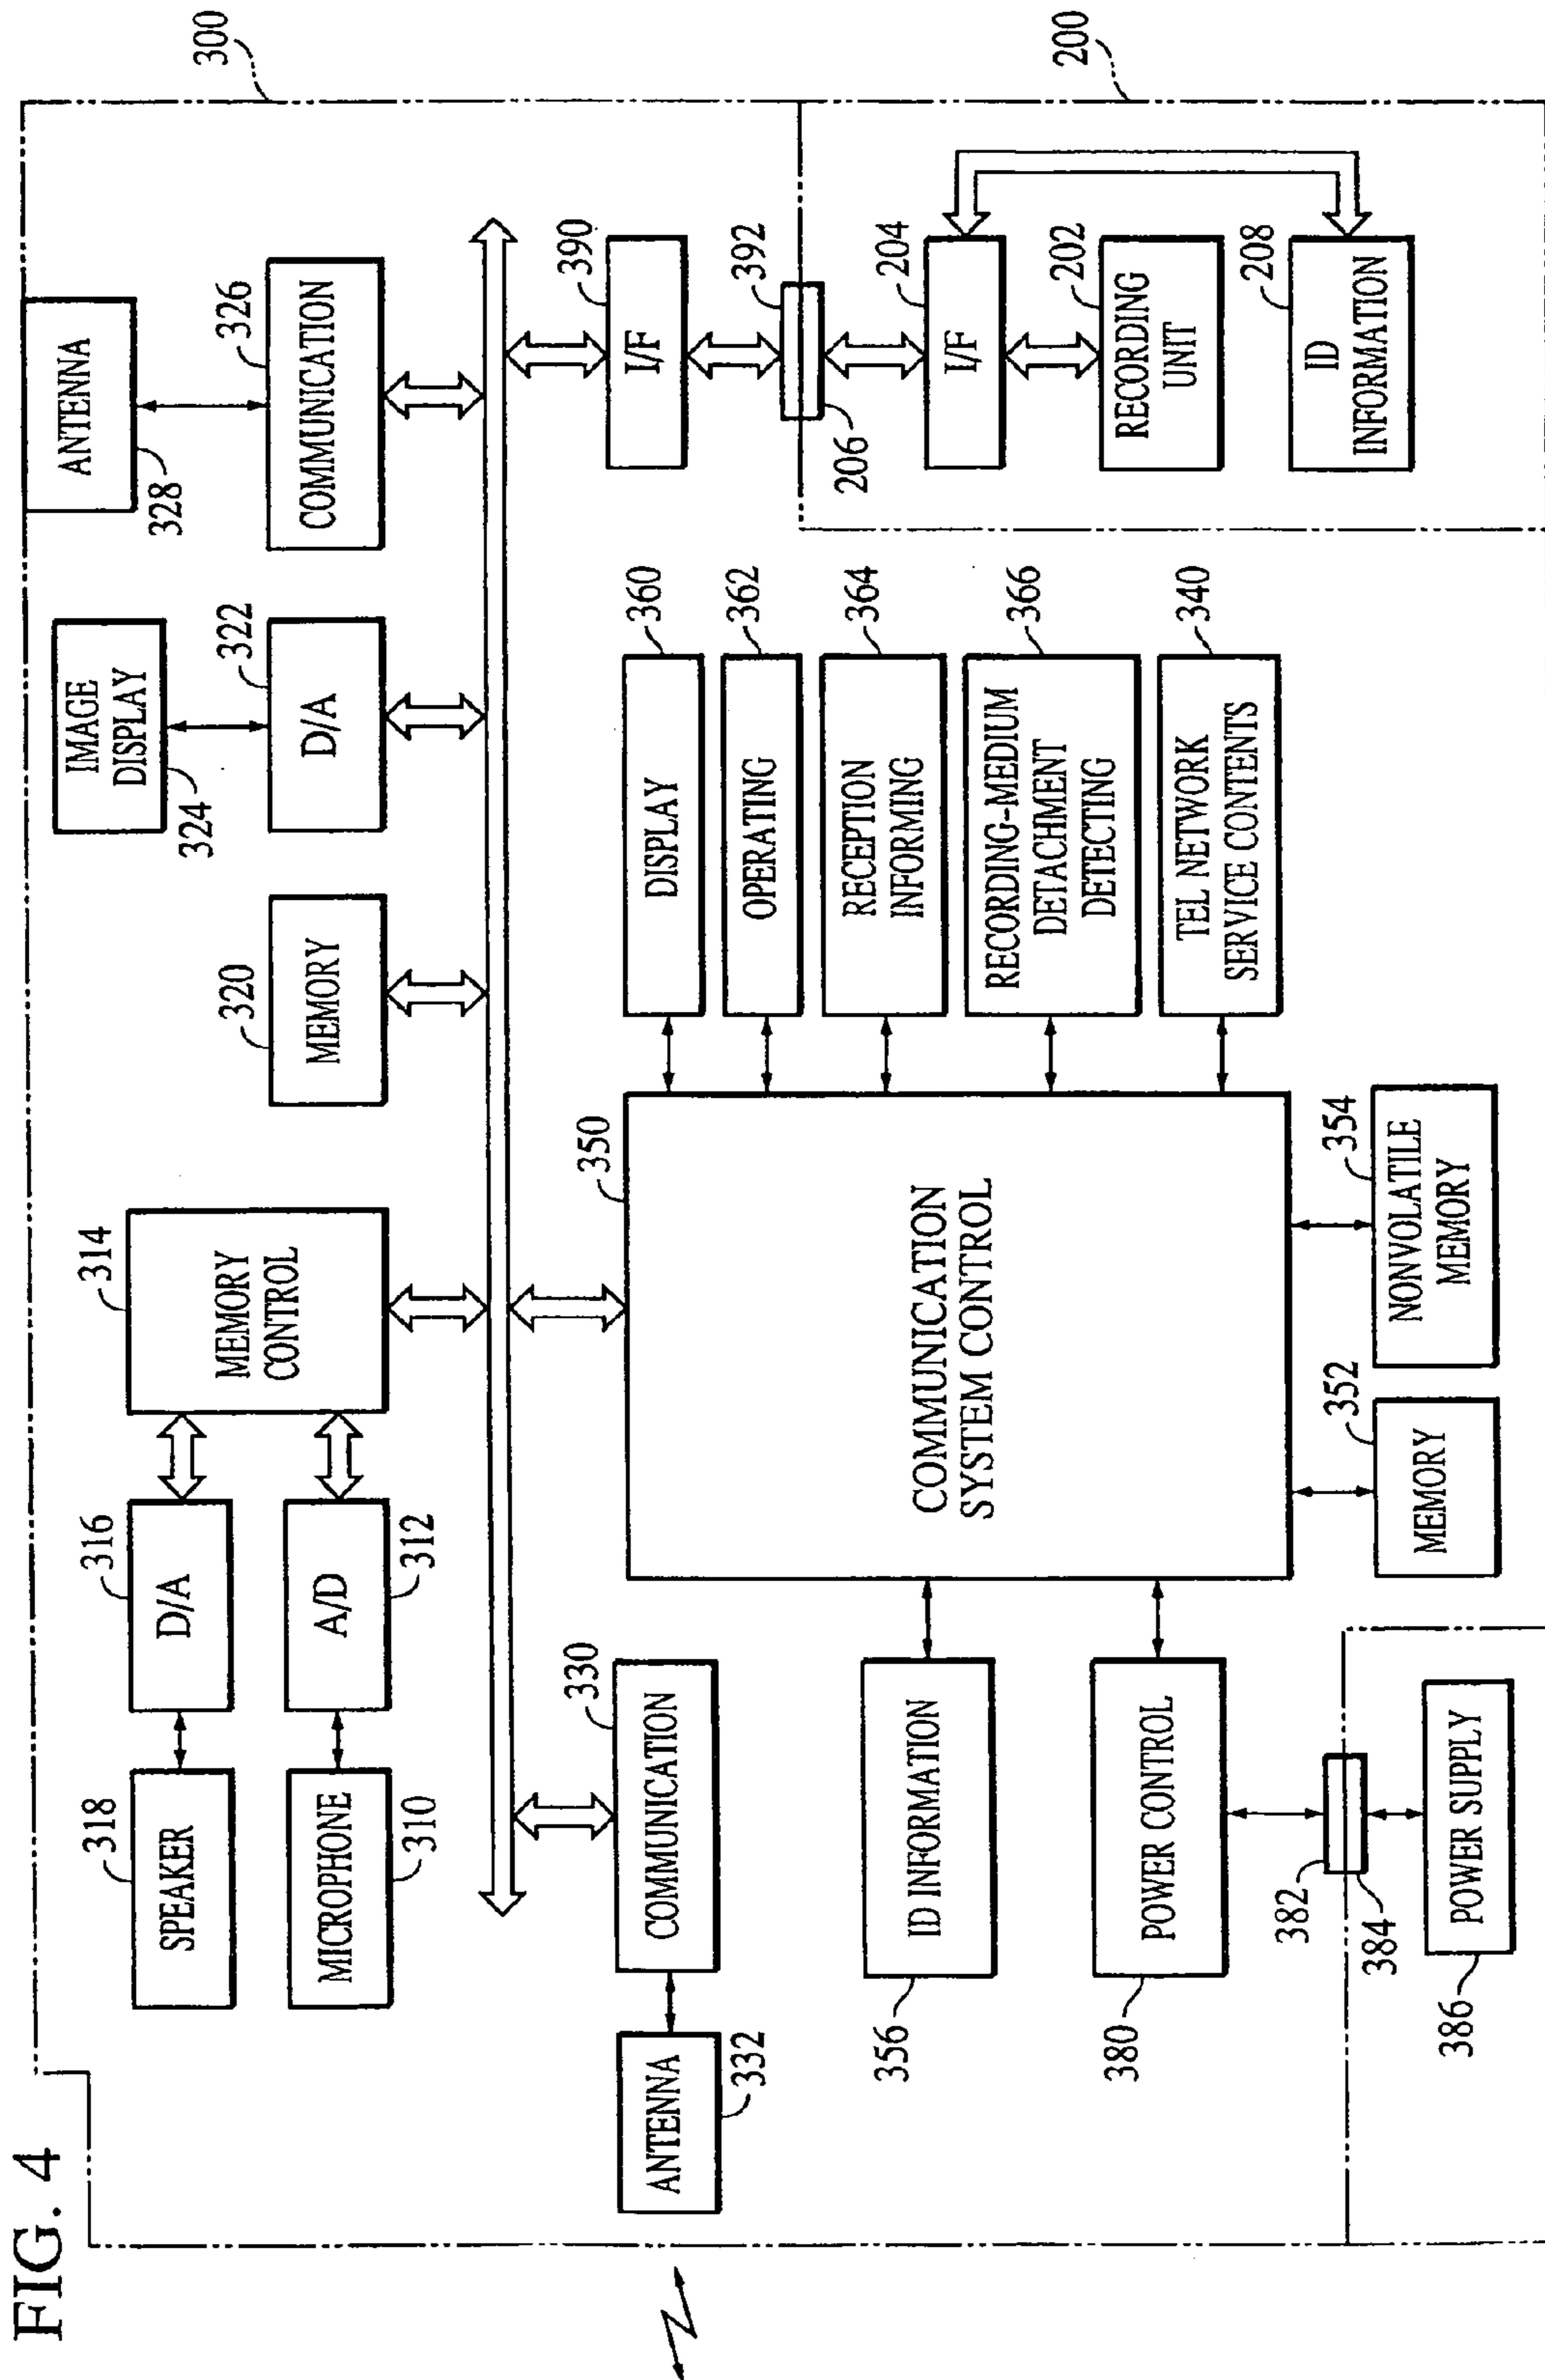 FIG. 4
300
ANTENNA
328
COMMUNICATION
326
IMAGE
DISPLAY
324
D/A
322
MEMORY
320
MEMORY
CONTROL
314
D/A
316
A/D
312
SPEAKER
318
MICROPHONE
310
COMMUNICATION
330
ANTENNA
332
COMMUNICATION
SYSTEM CONTROL
350
ID INFORMATION
356
POWER CONTROL
380
382
384
POWER SUPPLY
386
MEMORY
352
NONVOLATILE
MEMORY
354
DISPLAY
360
OPERATING
362
RECEPTION
INFORMING
364
RECORDING-MEDIUM
DETACHMENT
DETECTING
366
TEL NETWORK
SERVICE CONTENTS
340
I/F
390
392
206
200
I/F
204
RECORDING
UNIT
202
ID
INFORMATION
208